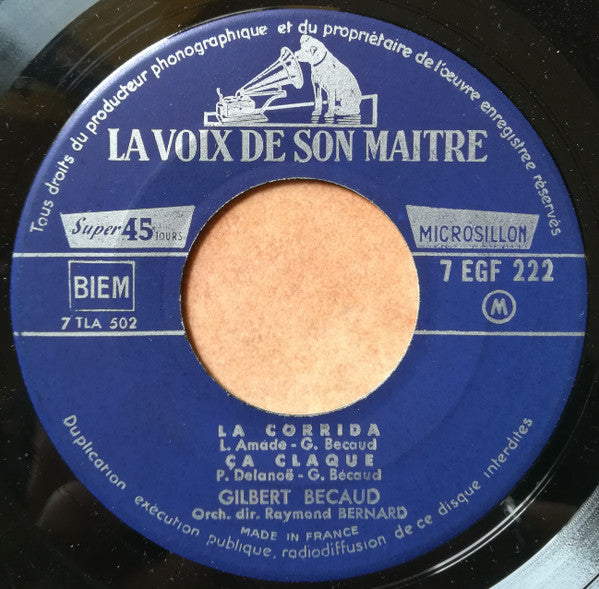 Tous droits du producteur phonographique et du propriétaire de l'œuvre enregistrée réservés
LA VOIX DE SON MAITRE
Super 45 TOURS
MICROSILLON
7 EGF 222
BIEM
M
7 TLA 502
LA CORRIDA
L. Amade - G. Becaud
ÇA CLAQUE
P. Delanoë - G. Bécaud
GILBERT BECAUD
Orch. dir. Raymond BERNARD
MADE IN FRANCE
Duplication exécution publique, radiodiffusion de ce disque interdites